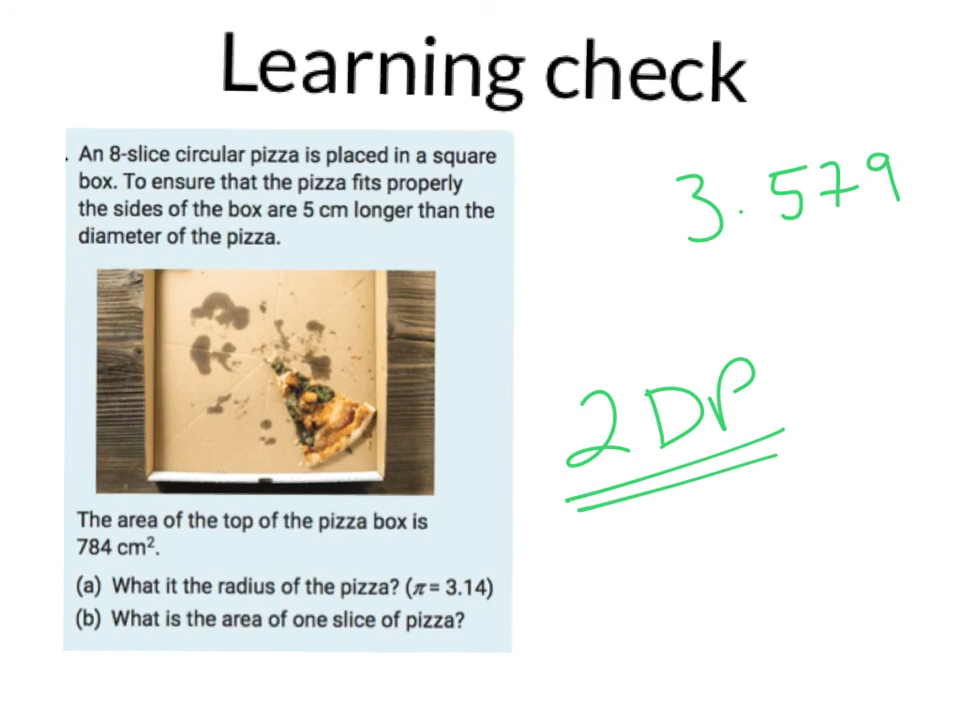 Learning check
. An 8-slice circular pizza is placed in a square
box. To ensure that the pizza fits properly
the sides of the box are 5 cm longer than the
diameter of the pizza.
The area of the top of the pizza box is
784 cm².
(a) What it the radius of the pizza? (π = 3.14)
(b) What is the area of one slice of pizza?
3.579
2 DP